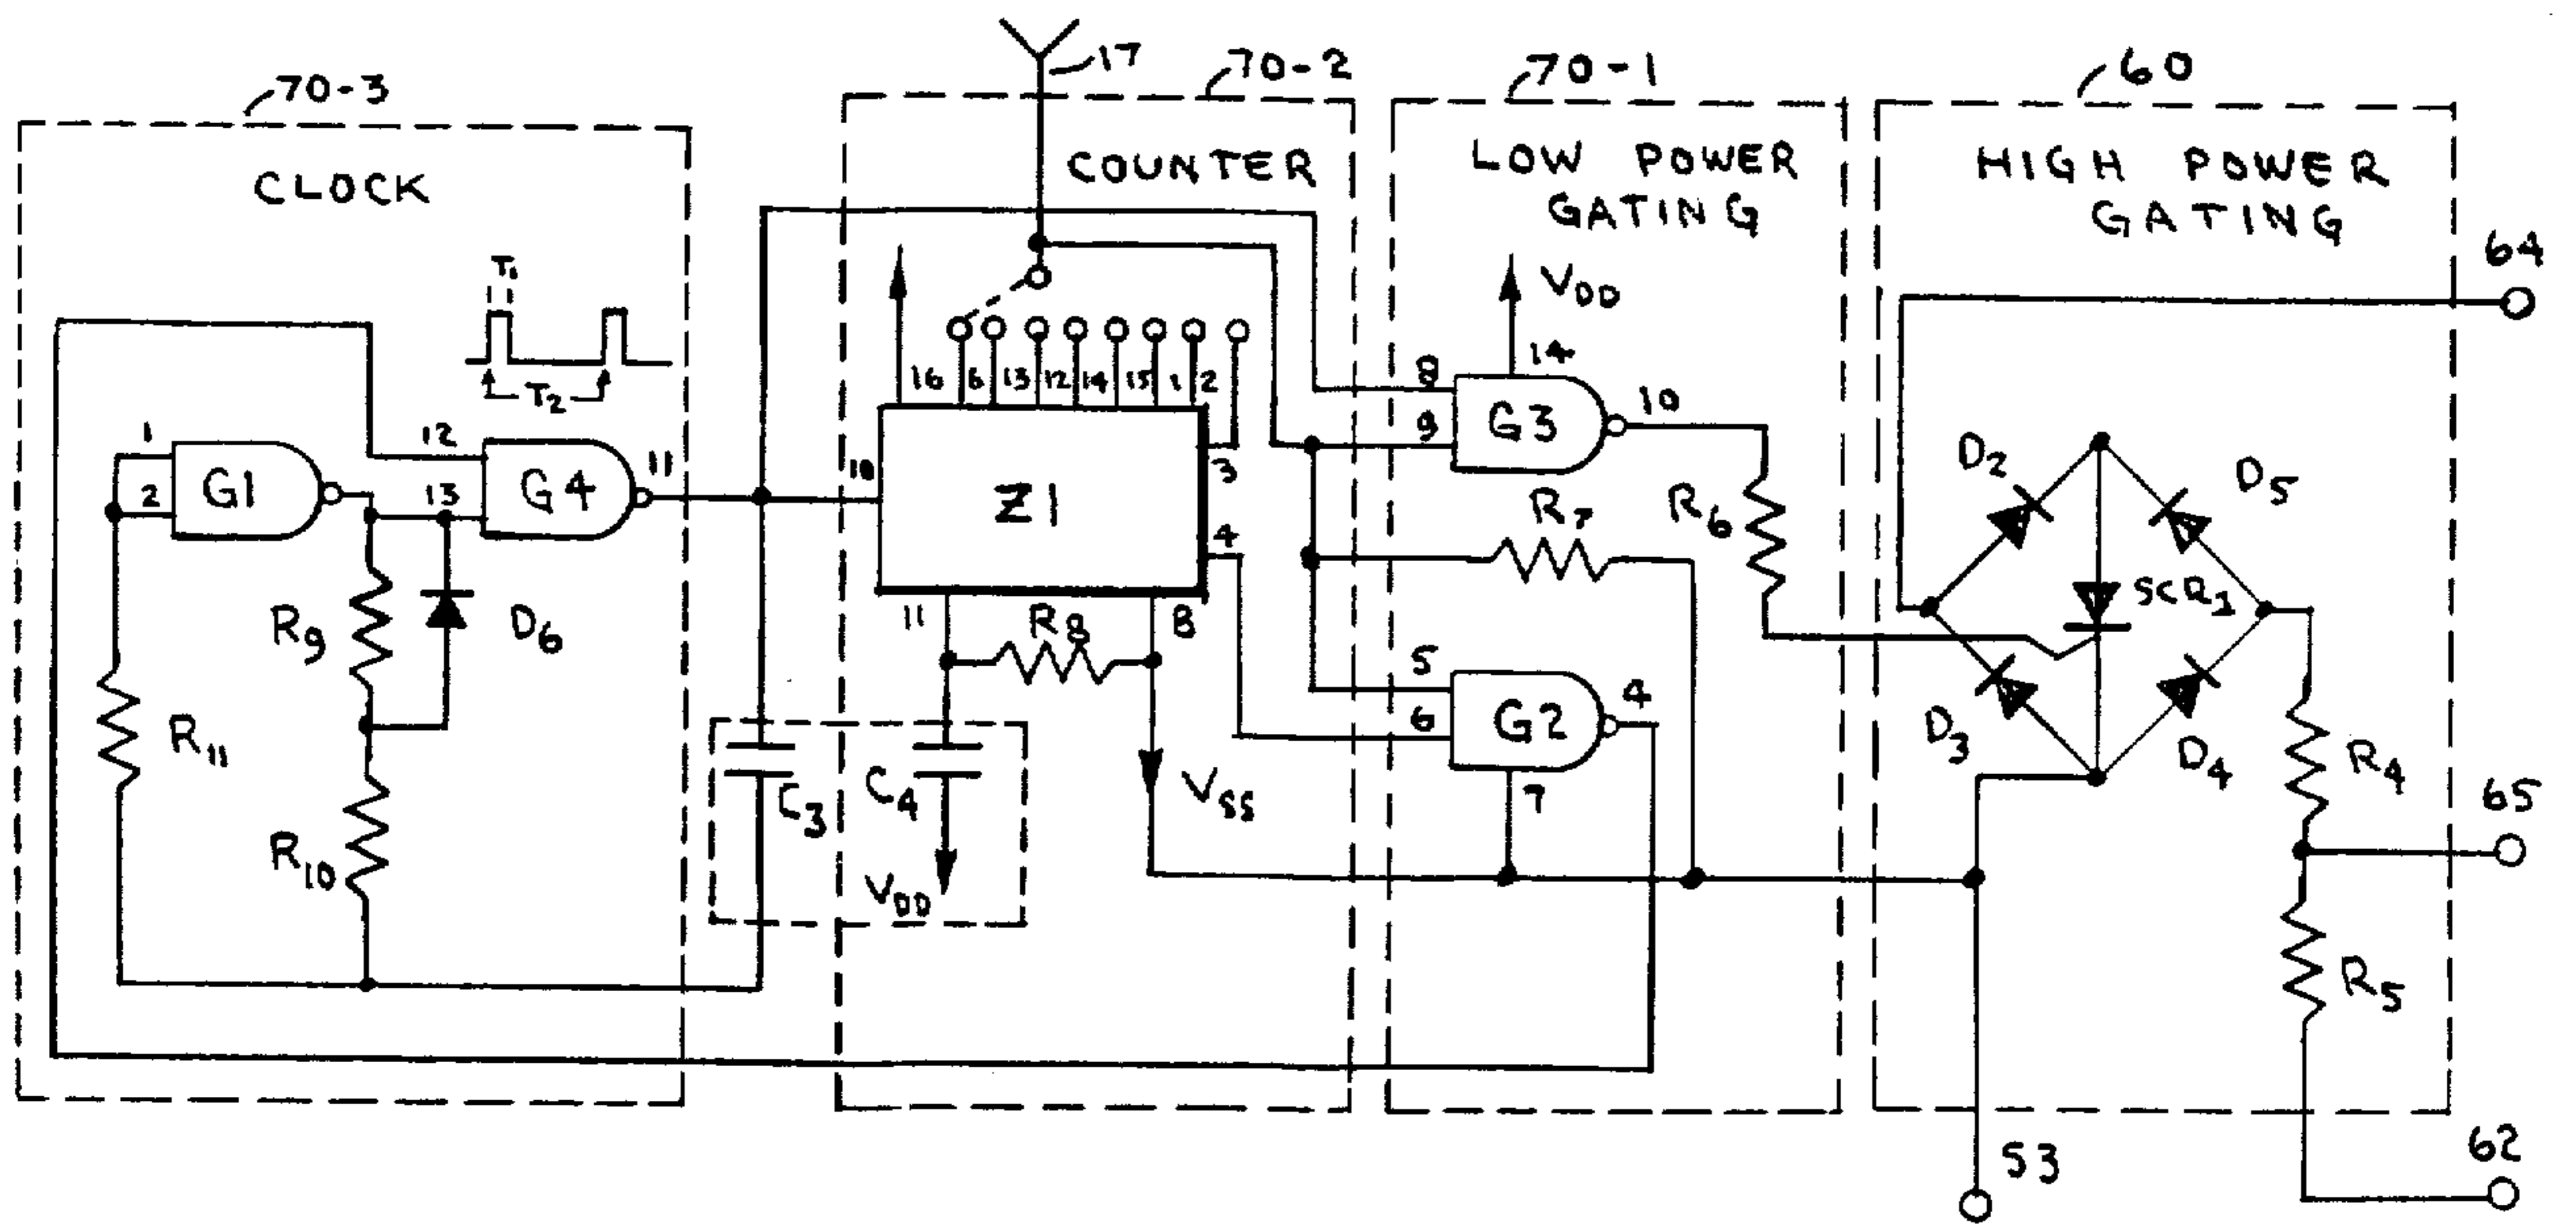 17
70-3
70-2
70-1
60
CLOCK
COUNTER
LOW POWER
GATING
HIGH POWER
GATING
64
T1
T2
VDD
16 6 13 12 14 15 1 2
1
2
G1
12
13
G4
11
10
Z1
3
4
8
9
14
G3
10
R6
R7
D2
D5
SCR1
R9
D6
11
R8
8
5
6
G2
4
7
D3
D4
R4
R11
R10
C3
C4
VDD
VSS
65
R5
53
62